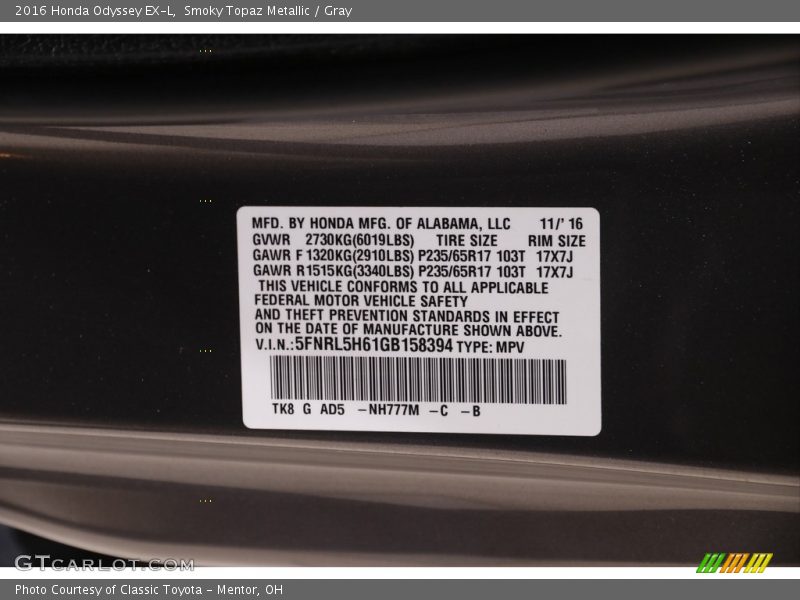 2016 Honda Odyssey EX-L, Smoky Topaz Metallic / Gray
MFD. BY HONDA MFG. OF ALABAMA, LLC 11/' 16
GVWR 2730KG(6019LBS) TIRE SIZE RIM SIZE
GAWR F 1320KG(2910LBS) P235/65R17 103T 17X7J
GAWR R1515KG(3340LBS) P235/65R17 103T 17X7J
THIS VEHICLE CONFORMS TO ALL APPLICABLE
FEDERAL MOTOR VEHICLE SAFETY
AND THEFT PREVENTION STANDARDS IN EFFECT
ON THE DATE OF MANUFACTURE SHOWN ABOVE.
V.I.N.:5FNRL5H61GB158394 TYPE: MPV
TK8 G AD5 -NH777M -C -B
GTCARLOT.COM
Photo Courtesy of Classic Toyota - Mentor, OH